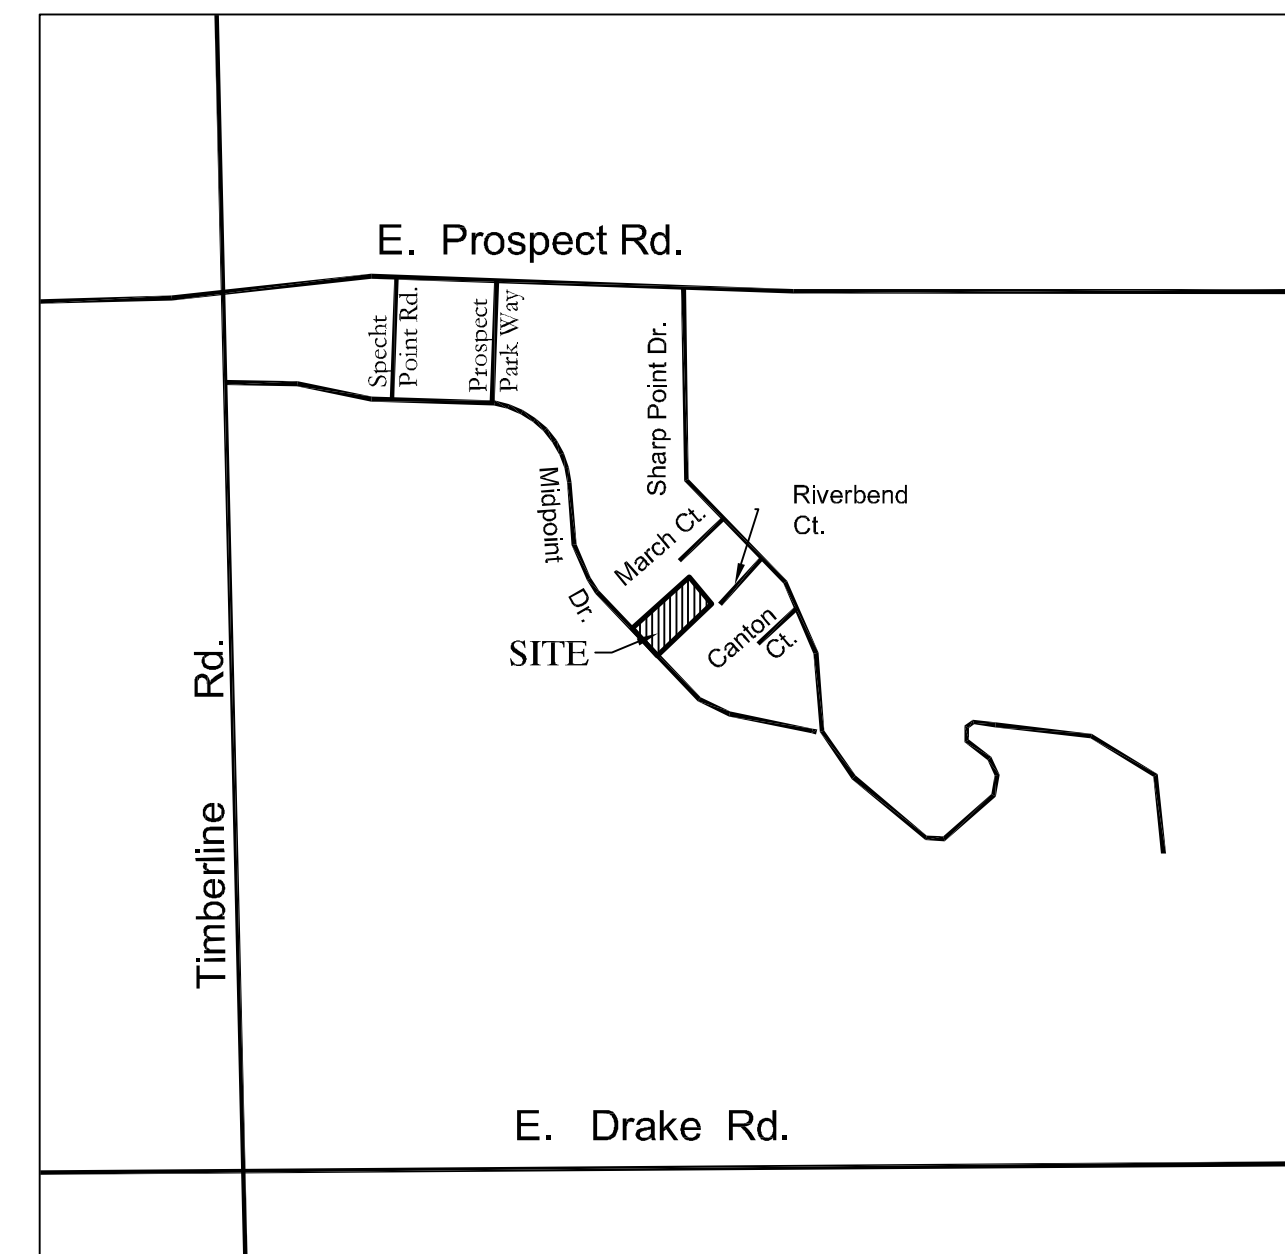 E. Prospect Rd.
Specht
Point Rd.
Prospect
Park Way
Sharp Point Dr.
Midpoint
Dr.
March Ct.
Riverbend
Ct.
SITE
Canton
Ct.
Timberline Rd.
E. Drake Rd.